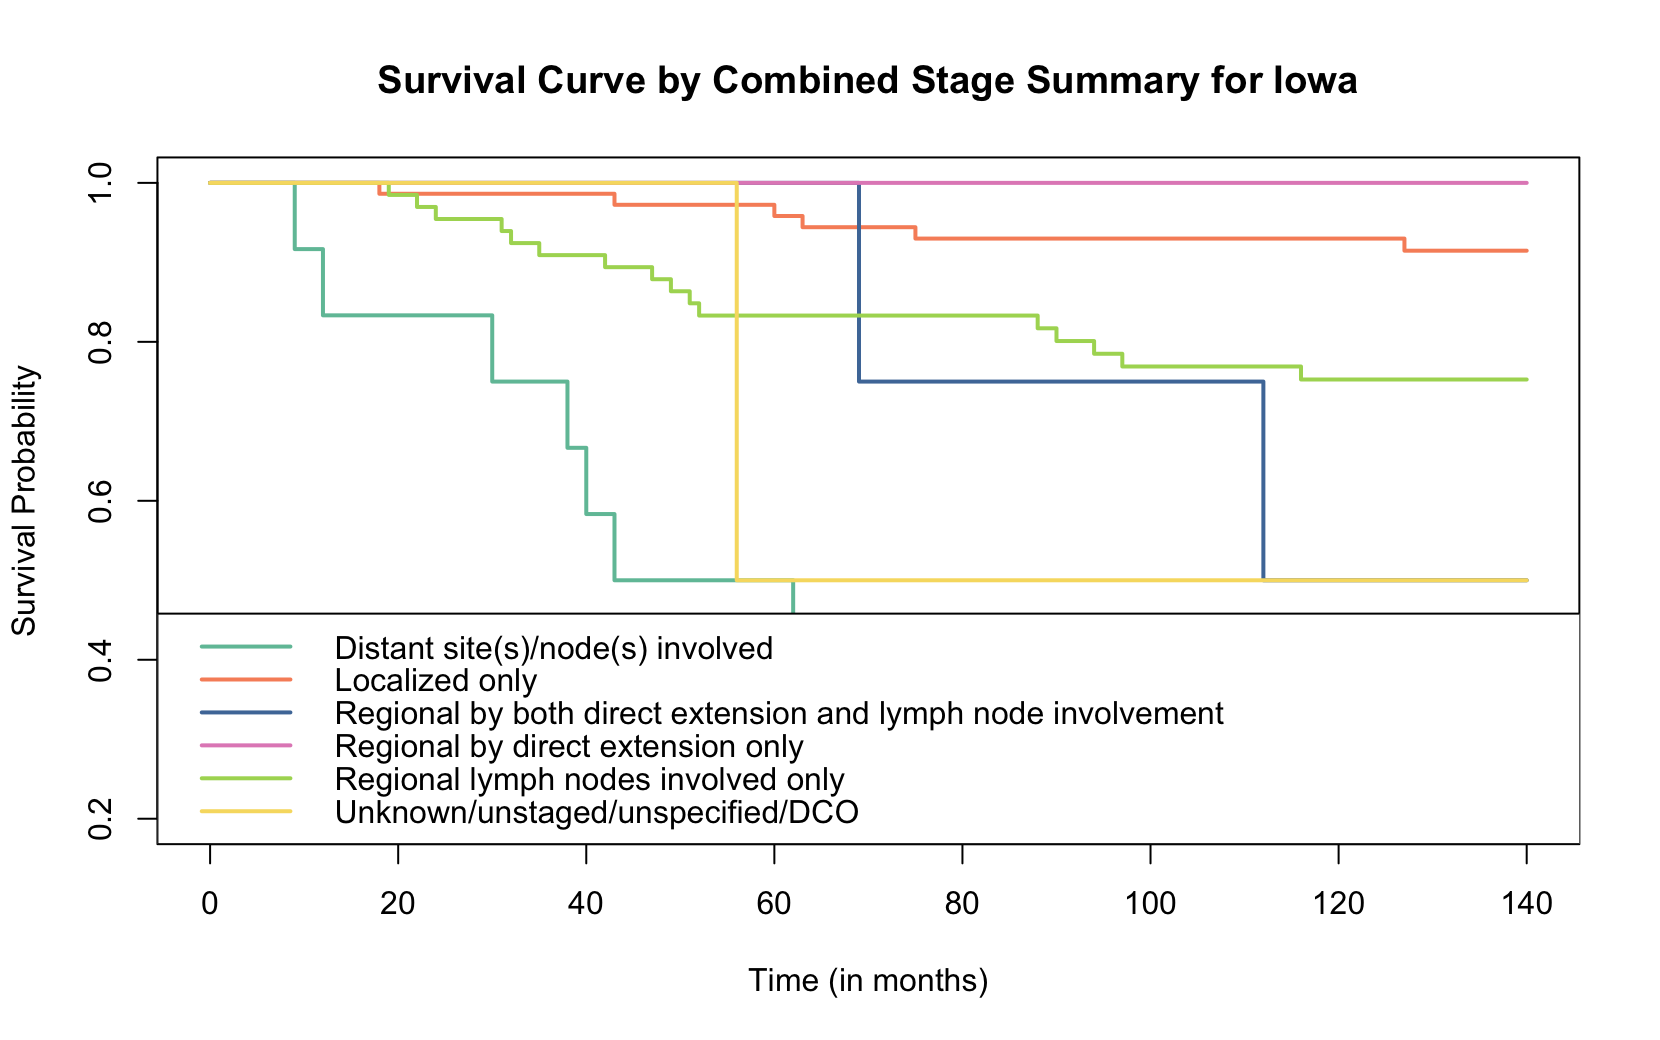 Survival Curve by Combined Stage Summary for Iowa
Survival Probability
1.0
0.8
0.6
0.4
0.2
Distant site(s)/node(s) involved
Localized only
Regional by both direct extension and lymph node involvement
Regional by direct extension only
Regional lymph nodes involved only
Unknown/unstaged/unspecified/DCO
0 20 40 60 80 100 120 140
Time (in months)